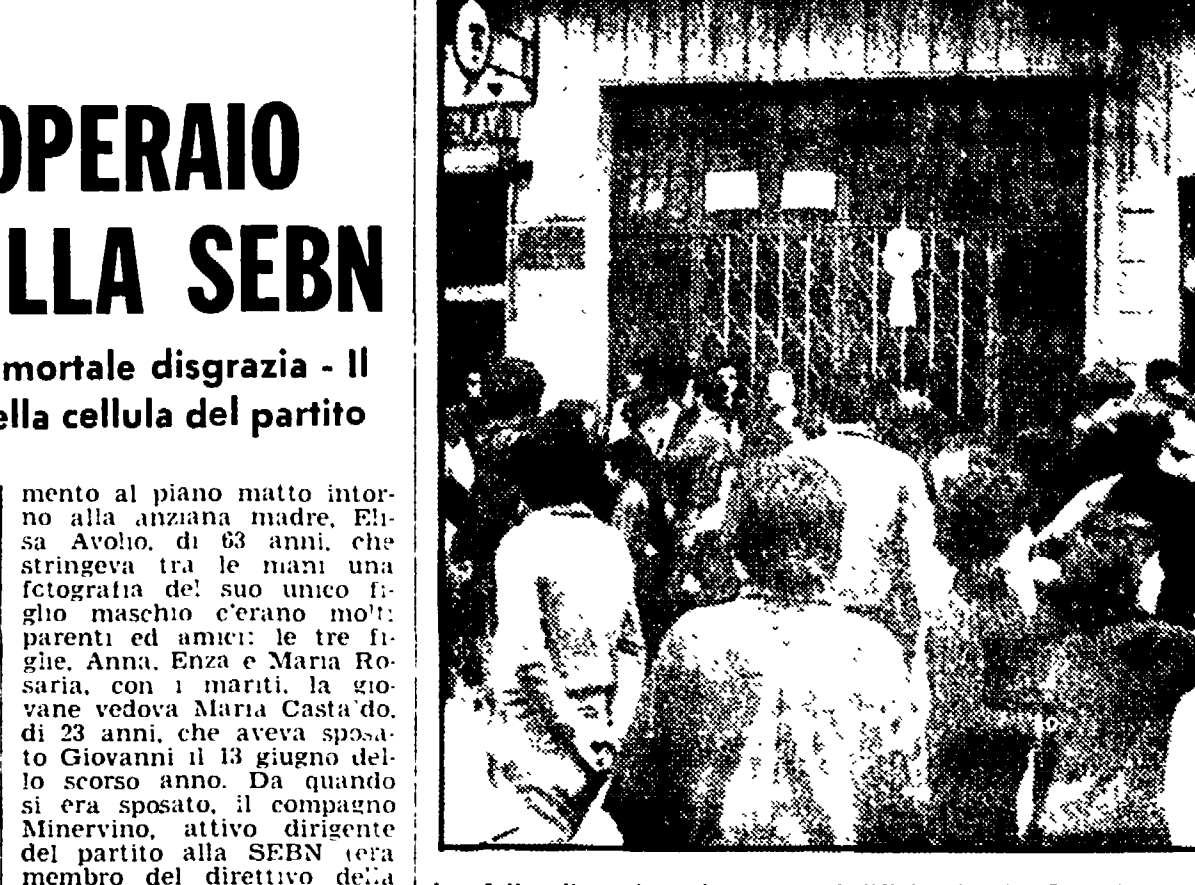 OPERAIO
LLA SEBN
mortale disgrazia - Il
ella cellula del partito
mento al piano matto intor-
no alla anziana madre, Eli-
sa Avolio, di 63 anni, che
stringeva tra le mani una
fotografia del suo unico fi-
glio maschio c'erano molti
parenti ed amici: le tre fi-
glie, Anna, Enza e Maria Ro-
saria, con i mariti, la gio-
vane vedova Maria Castaldo,
di 23 anni, che aveva sposa-
to Giovanni il 13 giugno del-
lo scorso anno. Da quando
si era sposato, il compagno
Minervino, attivo dirigente
del partito alla SEBN (era
membro del direttivo della